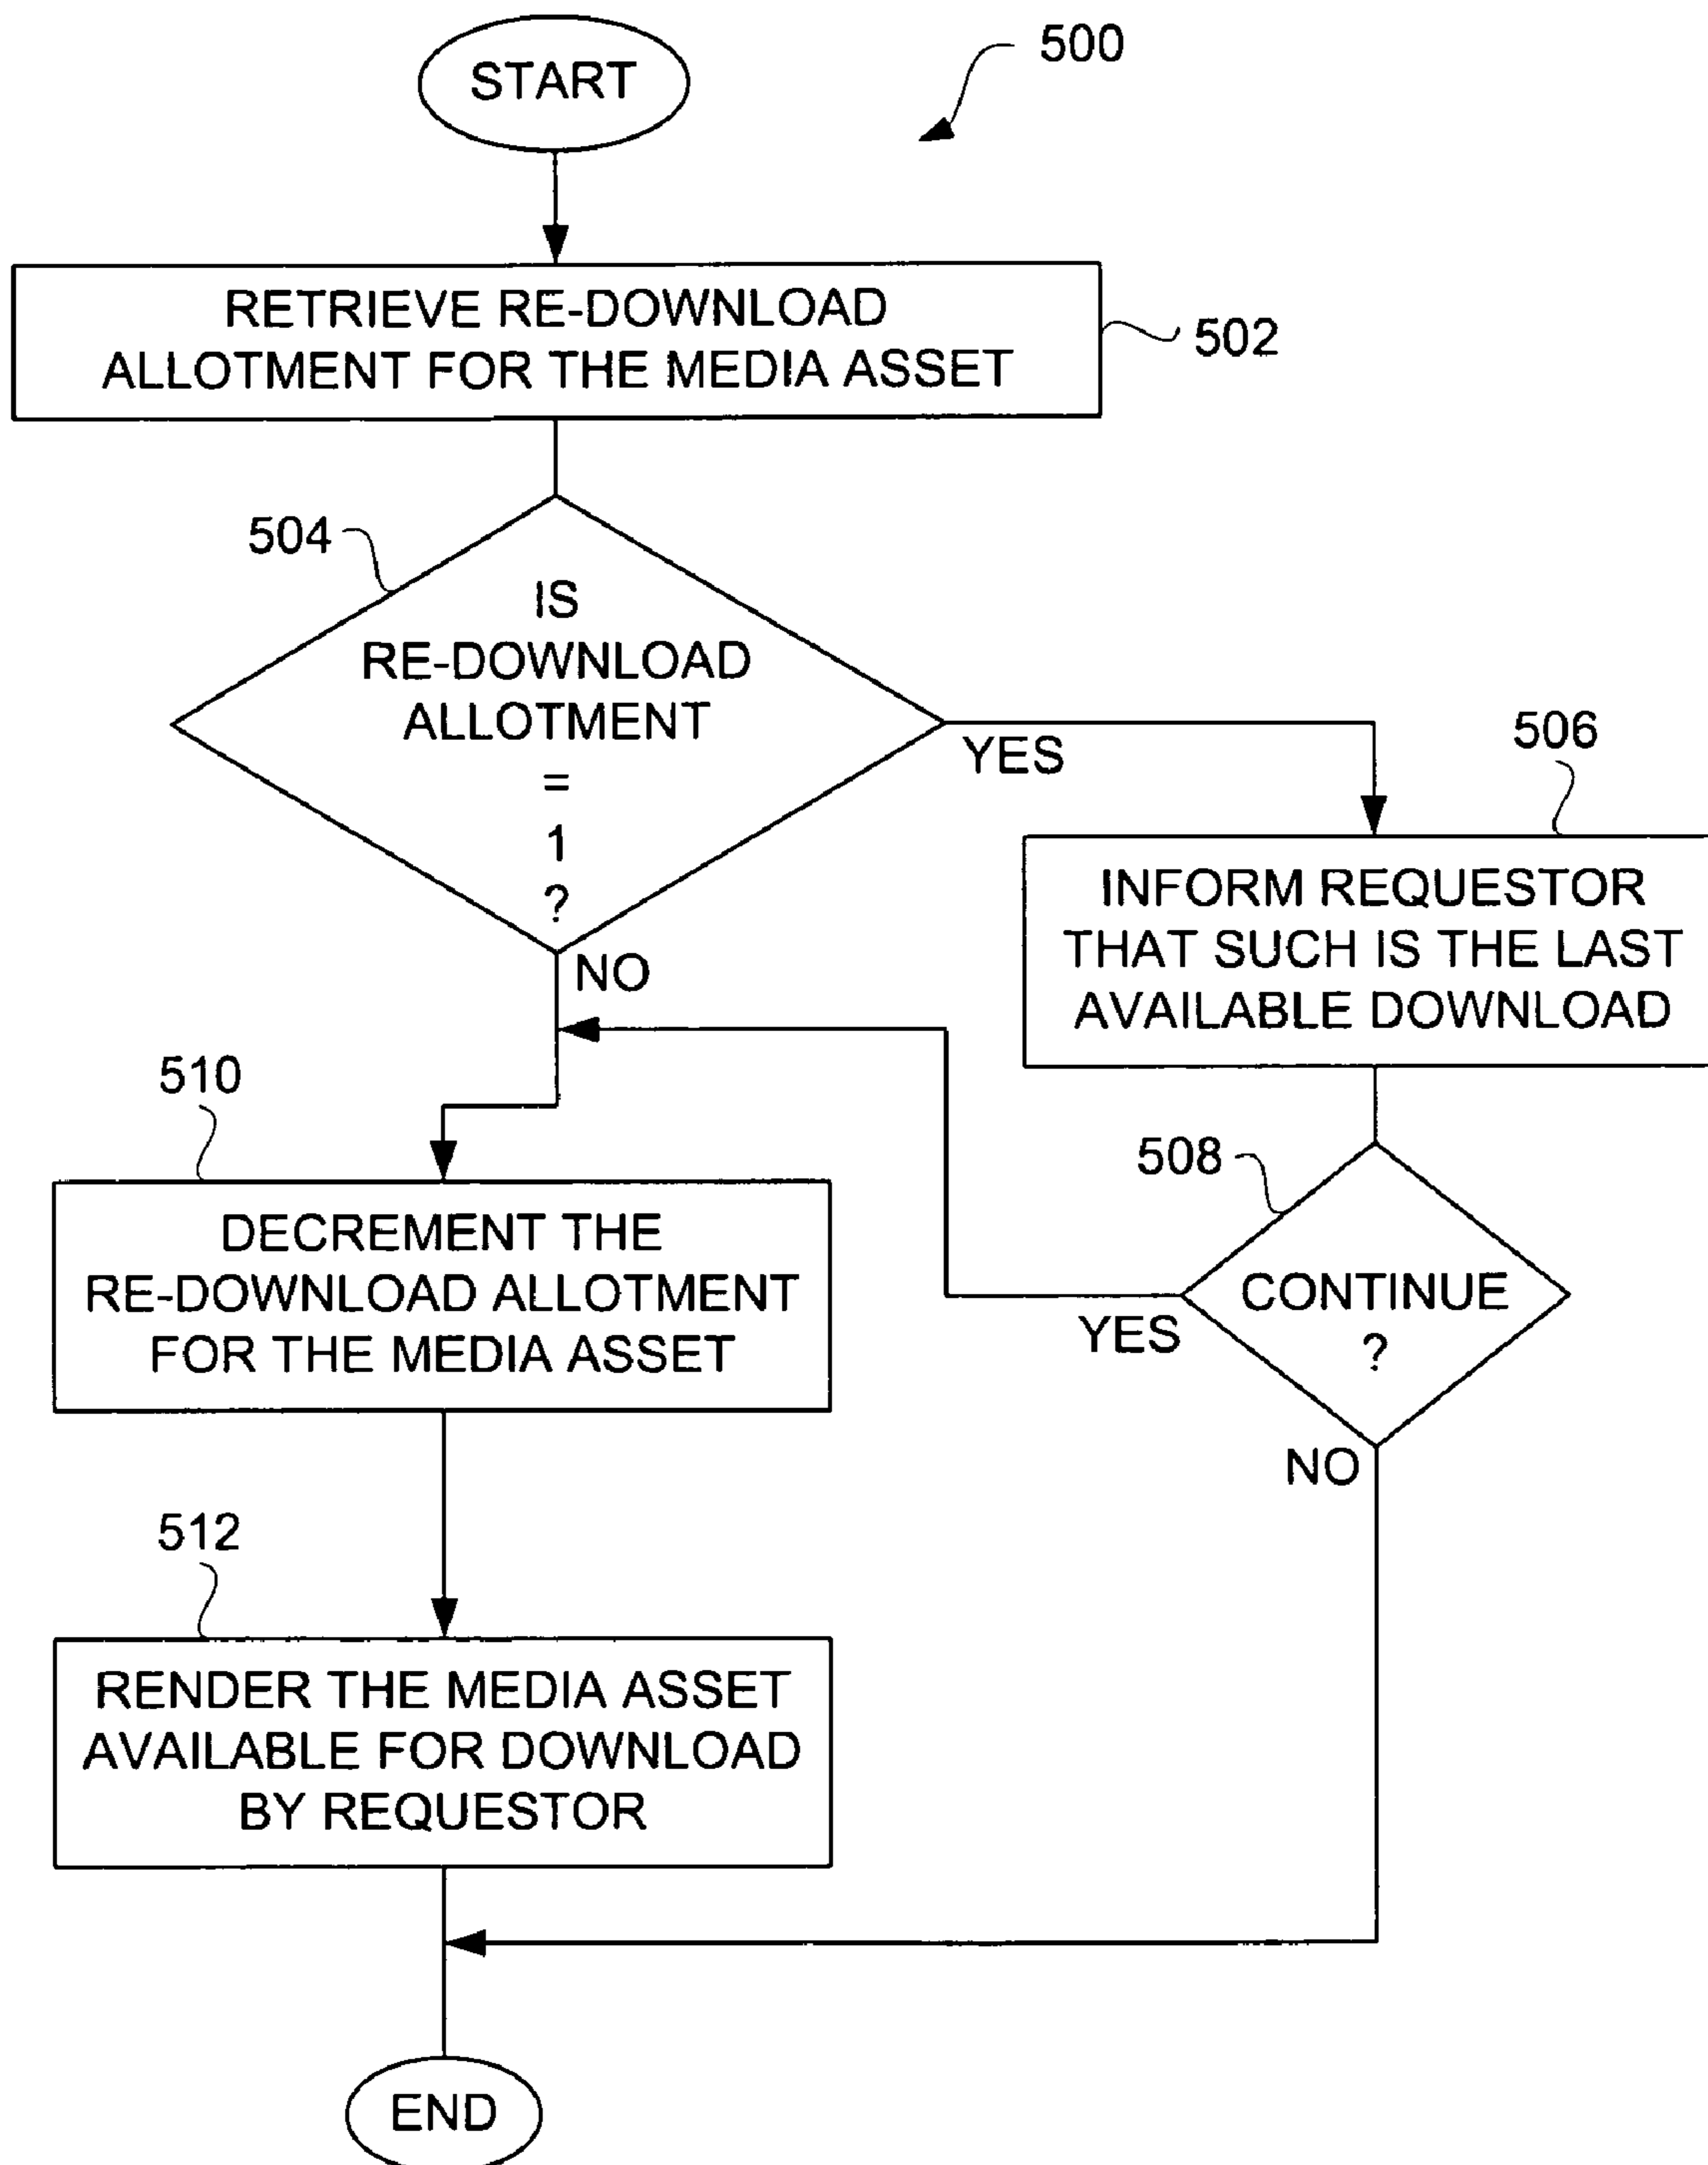 START
500
RETRIEVE RE-DOWNLOAD
ALLOTMENT FOR THE MEDIA ASSET
502
504
IS
RE-DOWNLOAD
ALLOTMENT
=
1
?
YES
NO
506
INFORM REQUESTOR
THAT SUCH IS THE LAST
AVAILABLE DOWNLOAD
508
CONTINUE
?
YES
NO
510
DECREMENT THE
RE-DOWNLOAD ALLOTMENT
FOR THE MEDIA ASSET
512
RENDER THE MEDIA ASSET
AVAILABLE FOR DOWNLOAD
BY REQUESTOR
END